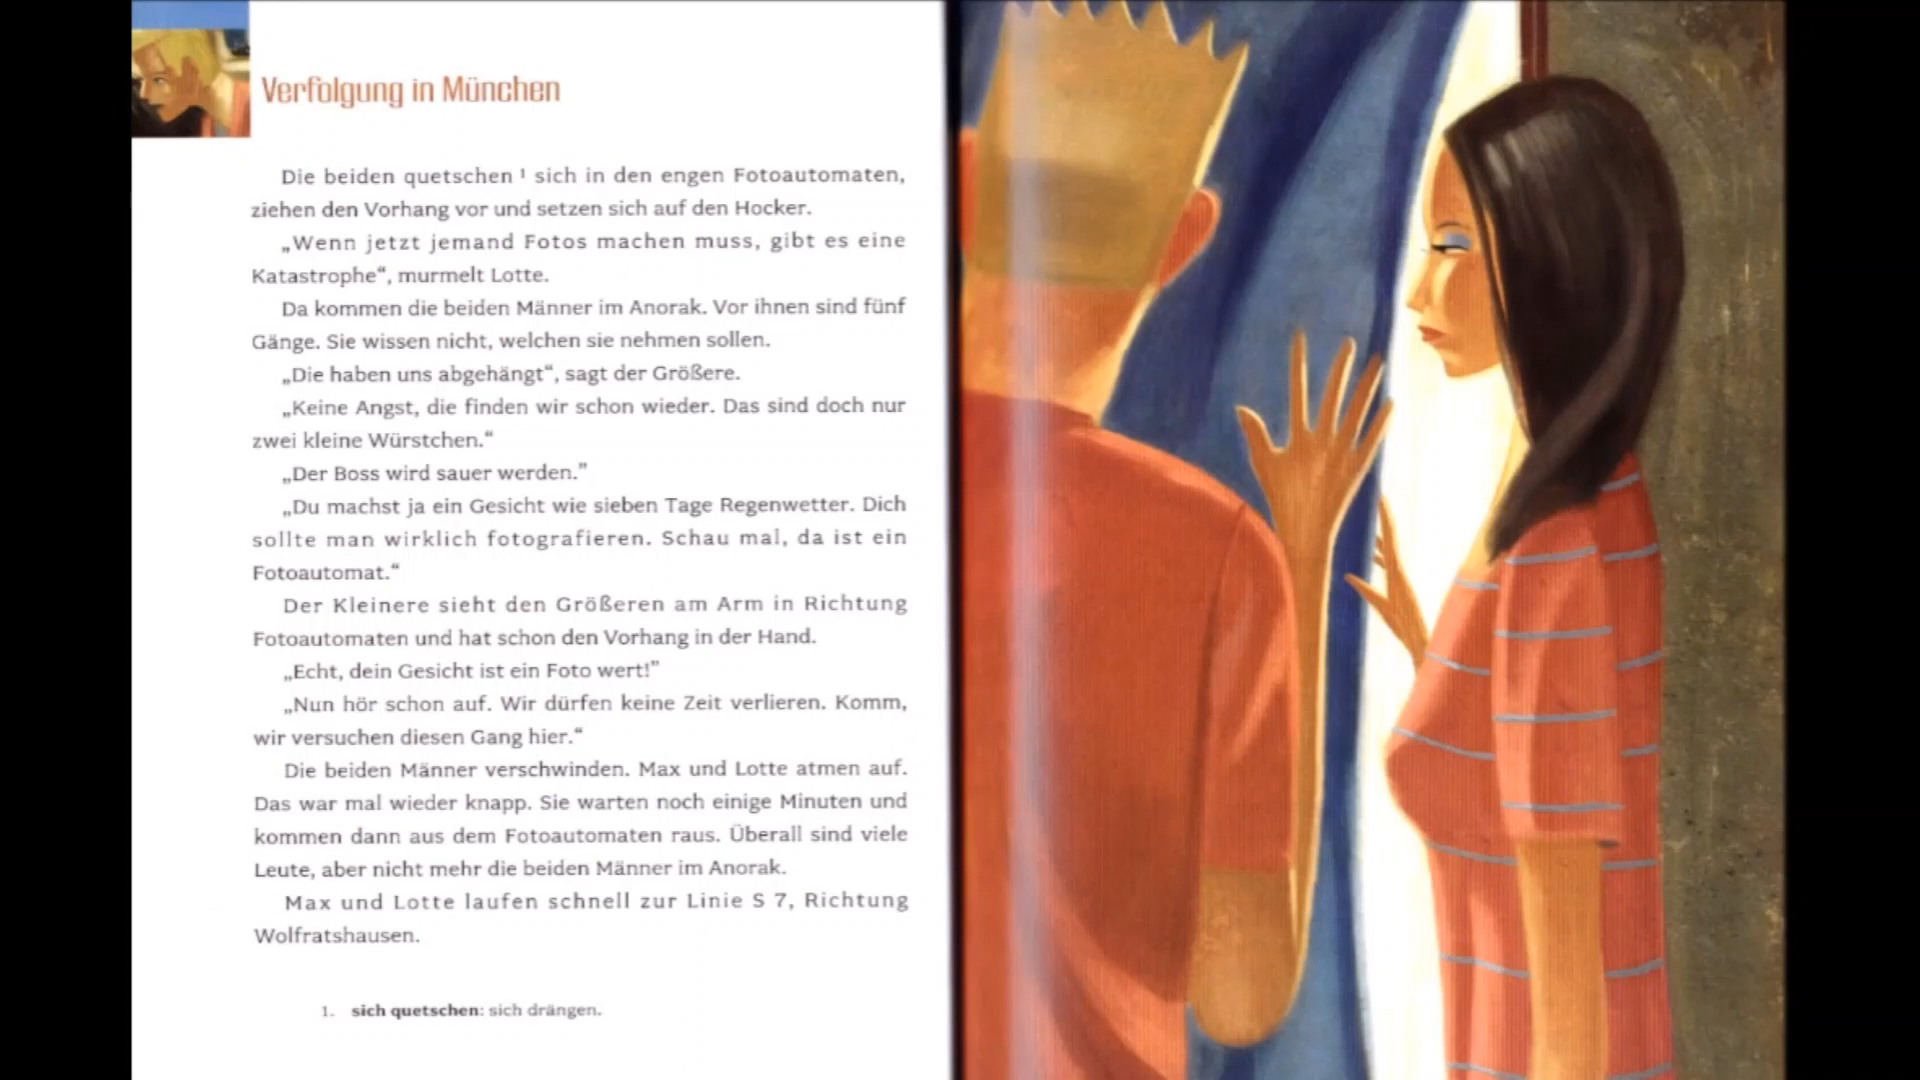 Verfolgung in München
Die beiden quetschen ¹ sich in den engen Fotoautomaten,
ziehen den Vorhang vor und setzen sich auf den Hocker.
„Wenn jetzt jemand Fotos machen muss, gibt es eine
Katastrophe“, murmelt Lotte.
Da kommen die beiden Männer im Anorak. Vor ihnen sind fünf
Gänge. Sie wissen nicht, welchen sie nehmen sollen.
„Die haben uns abgehängt“, sagt der Größere.
„Keine Angst, die finden wir schon wieder. Das sind doch nur
zwei kleine Würstchen.“
„Der Boss wird sauer werden.”
„Du machst ja ein Gesicht wie sieben Tage Regenwetter. Dich
sollte man wirklich fotografieren. Schau mal, da ist ein
Fotoautomat.“
Der Kleinere sieht den Größeren am Arm in Richtung
Fotoautomaten und hat schon den Vorhang in der Hand.
„Echt, dein Gesicht ist ein Foto wert!”
„Nun hör schon auf. Wir dürfen keine Zeit verlieren. Komm,
wir versuchen diesen Gang hier.“
Die beiden Männer verschwinden. Max und Lotte atmen auf.
Das war mal wieder knapp. Sie warten noch einige Minuten und
kommen dann aus dem Fotoautomaten raus. Überall sind viele
Leute, aber nicht mehr die beiden Männer im Anorak.
Max und Lotte laufen schnell zur Linie S 7, Richtung
Wolfratshausen.
1. sich quetschen: sich drängen.